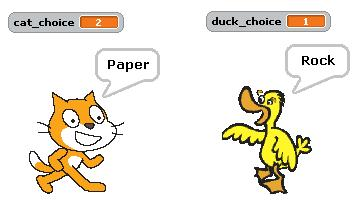 cat_choice 2
duck_choice 1
Paper
Rock